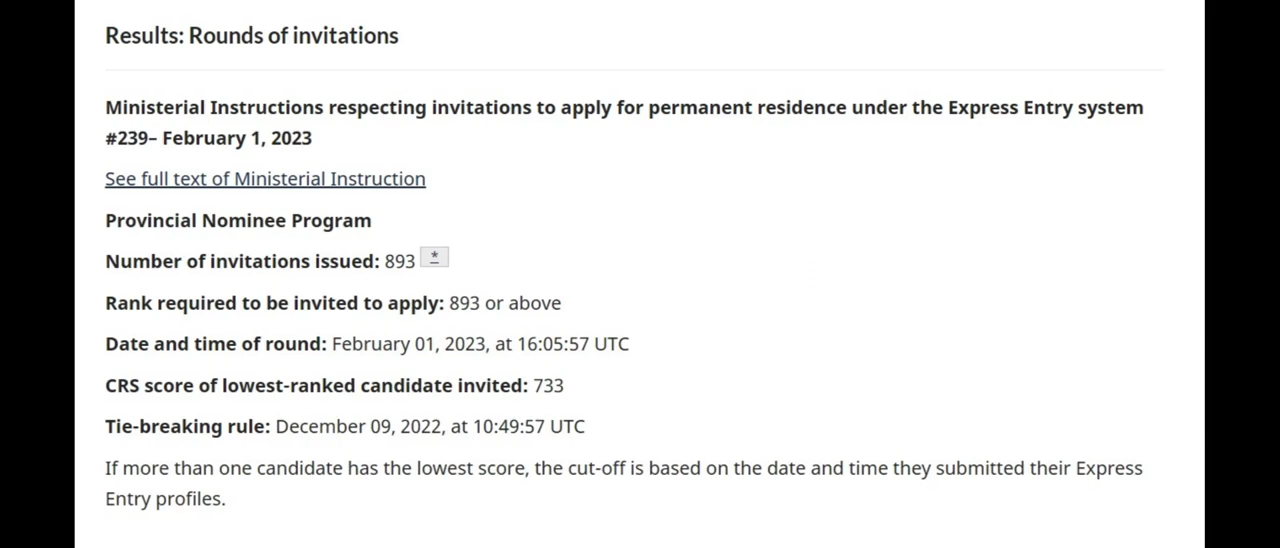 Results: Rounds of invitations
Ministerial Instructions respecting invitations to apply for permanent residence under the Express Entry system
#239– February 1, 2023
See full text of Ministerial Instruction
Provincial Nominee Program
Number of invitations issued: 893 *
Rank required to be invited to apply: 893 or above
Date and time of round: February 01, 2023, at 16:05:57 UTC
CRS score of lowest-ranked candidate invited: 733
Tie-breaking rule: December 09, 2022, at 10:49:57 UTC
If more than one candidate has the lowest score, the cut-off is based on the date and time they submitted their Express
Entry profiles.